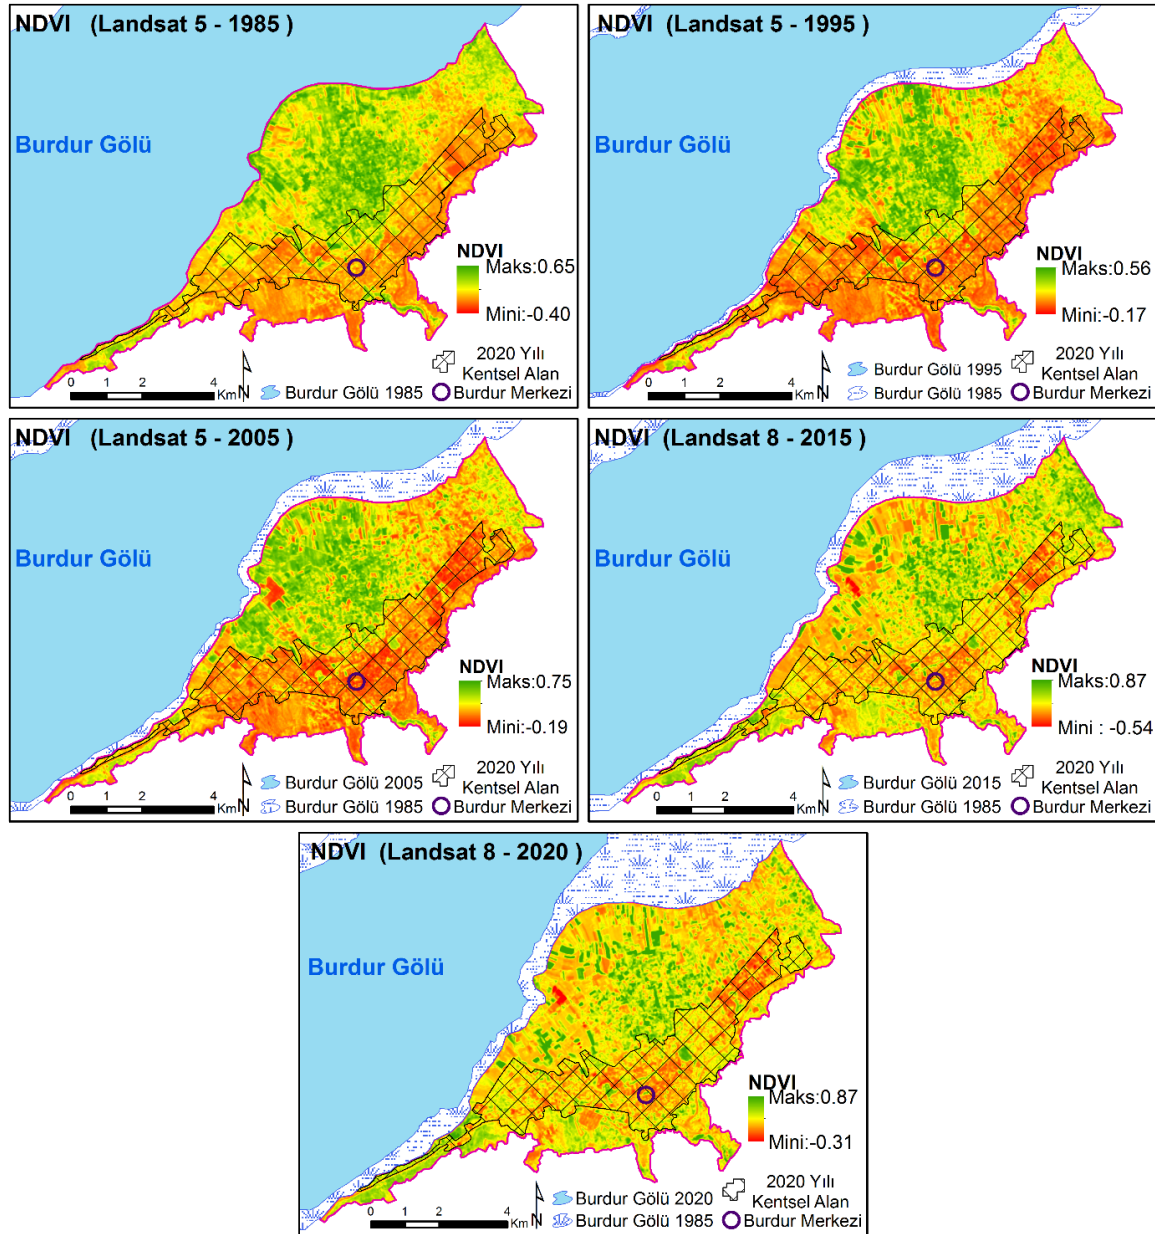 NDVI (Landsat 5 - 1985 )
Burdur Gölü
NDVI
Maks:0.65
Mini:-0.40
0 1 2 4
Km
N
Burdur Gölü 1985
2020 Yılı
Kentsel Alan
Burdur Merkezi
NDVI (Landsat 5 - 1995 )
Burdur Gölü
NDVI
Maks:0.56
Mini:-0.17
0 1 2 4
Km
N
Burdur Gölü 1995
Burdur Gölü 1985
2020 Yılı
Kentsel Alan
Burdur Merkezi
NDVI (Landsat 5 - 2005 )
Burdur Gölü
NDVI
Maks:0.75
Mini:-0.19
0 1 2 4
Km
N
Burdur Gölü 2005
Burdur Gölü 1985
2020 Yılı
Kentsel Alan
Burdur Merkezi
NDVI (Landsat 8 - 2015 )
Burdur Gölü
NDVI
Maks:0.87
Mini : -0.54
0 1 2 4
Km
N
Burdur Gölü 2015
Burdur Gölü 1985
2020 Yılı
Kentsel Alan
Burdur Merkezi
NDVI (Landsat 8 - 2020 )
Burdur Gölü
NDVI
Maks:0.87
Mini:-0.31
0 1 2 4
Km
N
Burdur Gölü 2020
Burdur Gölü 1985
2020 Yılı
Kentsel Alan
Burdur Merkezi